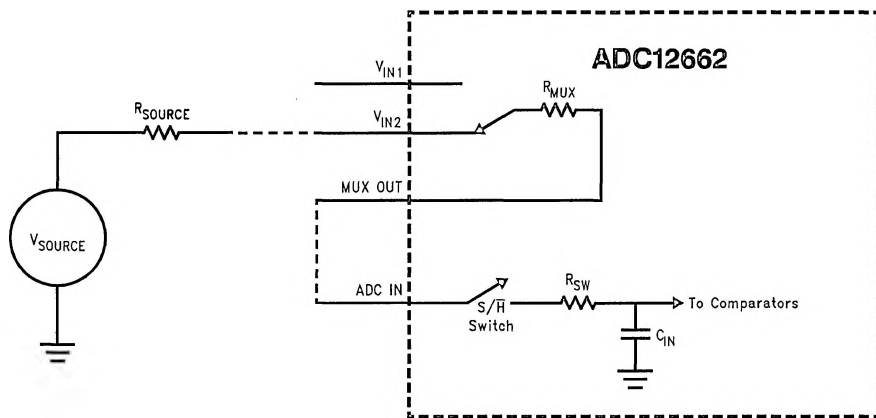 ADC12662
V_IN1
R_MUX
R_SOURCE
V_IN2
MUX OUT
V_SOURCE
ADC IN
S/H̅
Switch
R_SW
To Comparators
C_IN